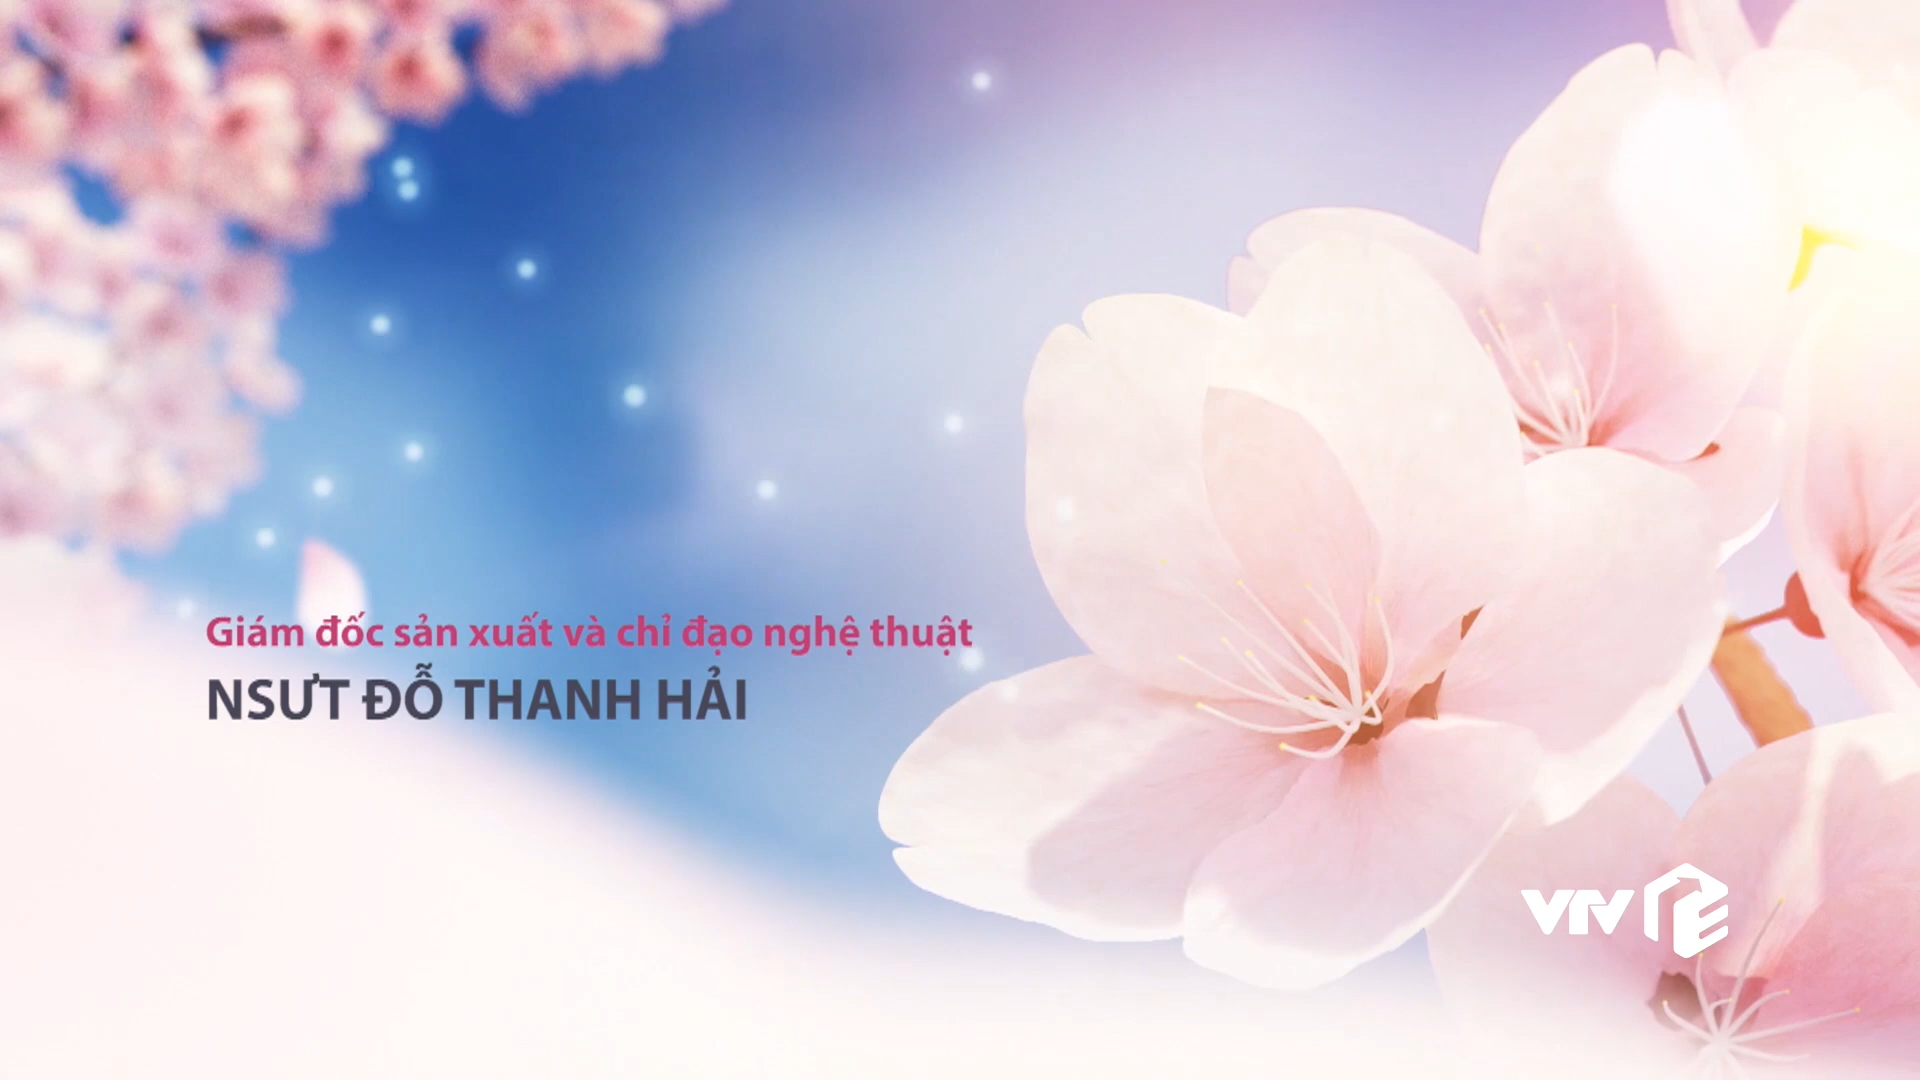 Giám đốc sản xuất và chỉ đạo nghệ thuật
NSƯT ĐỖ THANH HẢI
VTV